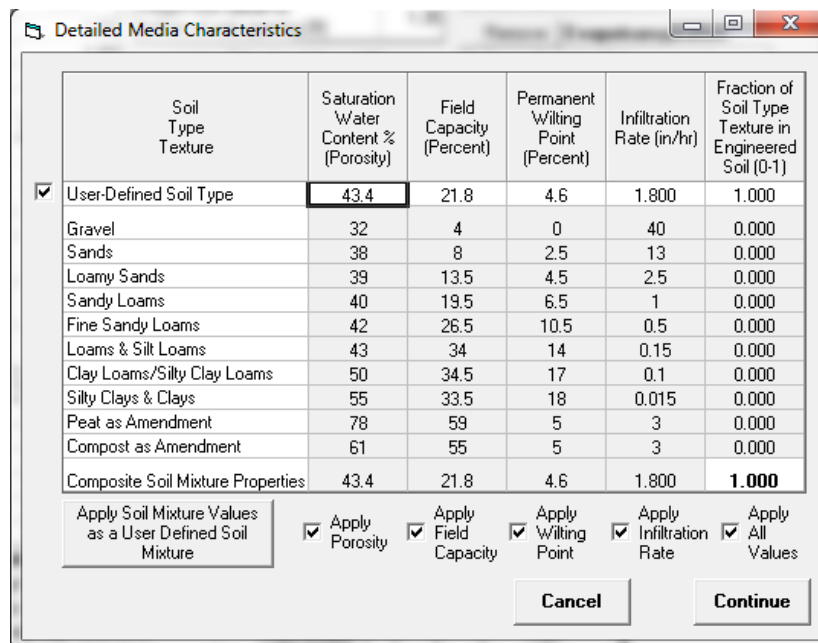 Detailed Media Characteristics
Soil Type Texture | Saturation Water Content % (Porosity) | Field Capacity (Percent) | Permanent Wilting Point (Percent) | Infiltration Rate (in/hr) | Fraction of Soil Type Texture in Engineered Soil (0-1)
User-Defined Soil Type 43.4 21.8 4.6 1.800 1.000
Gravel 32 4 0 40 0.000
Sands 38 8 2.5 13 0.000
Loamy Sands 39 13.5 4.5 2.5 0.000
Sandy Loams 40 19.5 6.5 1 0.000
Fine Sandy Loams 42 26.5 10.5 0.5 0.000
Loams & Silt Loams 43 34 14 0.15 0.000
Clay Loams/Silty Clay Loams 50 34.5 17 0.1 0.000
Silty Clays & Clays 55 33.5 18 0.015 0.000
Peat as Amendment 78 59 5 3 0.000
Compost as Amendment 61 55 5 3 0.000
Composite Soil Mixture Properties 43.4 21.8 4.6 1.800 1.000
Apply Soil Mixture Values
as a User Defined Soil
Mixture
Apply
Porosity
Apply
Field
Capacity
Apply
Wilting
Point
Apply
Infiltration
Rate
Apply
All
Values
Cancel
Continue